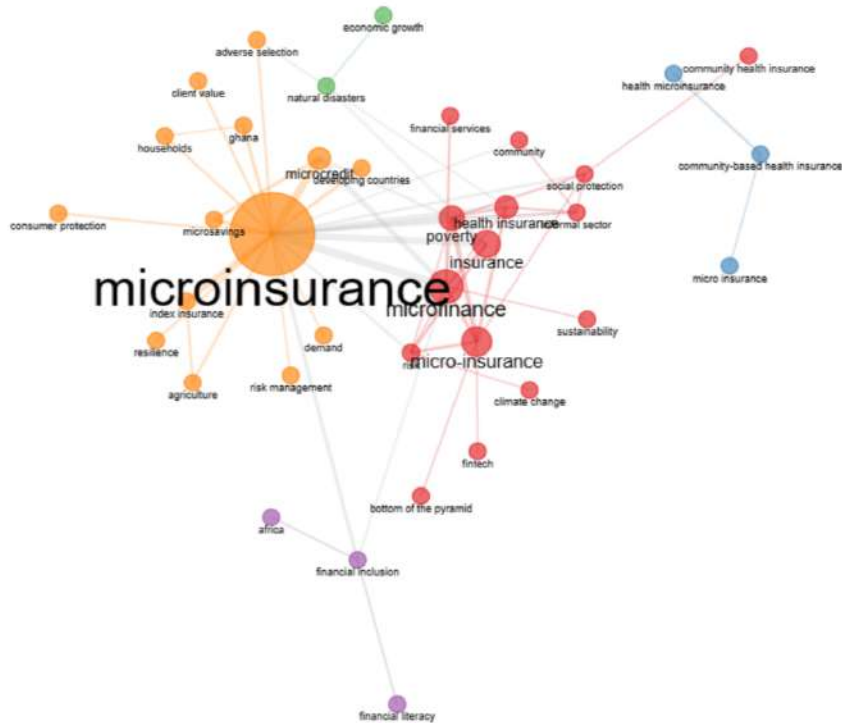 economic growth
adverse selection
community health insurance
client value
health microinsurance
natural disasters
financial services
ghana
households
community
community-based health insurance
microcredit
developing countries
social protection
consumer protection
microsavings
health insurance
poverty
insurance
micro insurance
microinsurance
index insurance
microfinance
sustainability
resilience
demand
micro-insurance
agriculture
risk management
climate change
fintech
bottom of the pyramid
africa
financial inclusion
financial literacy